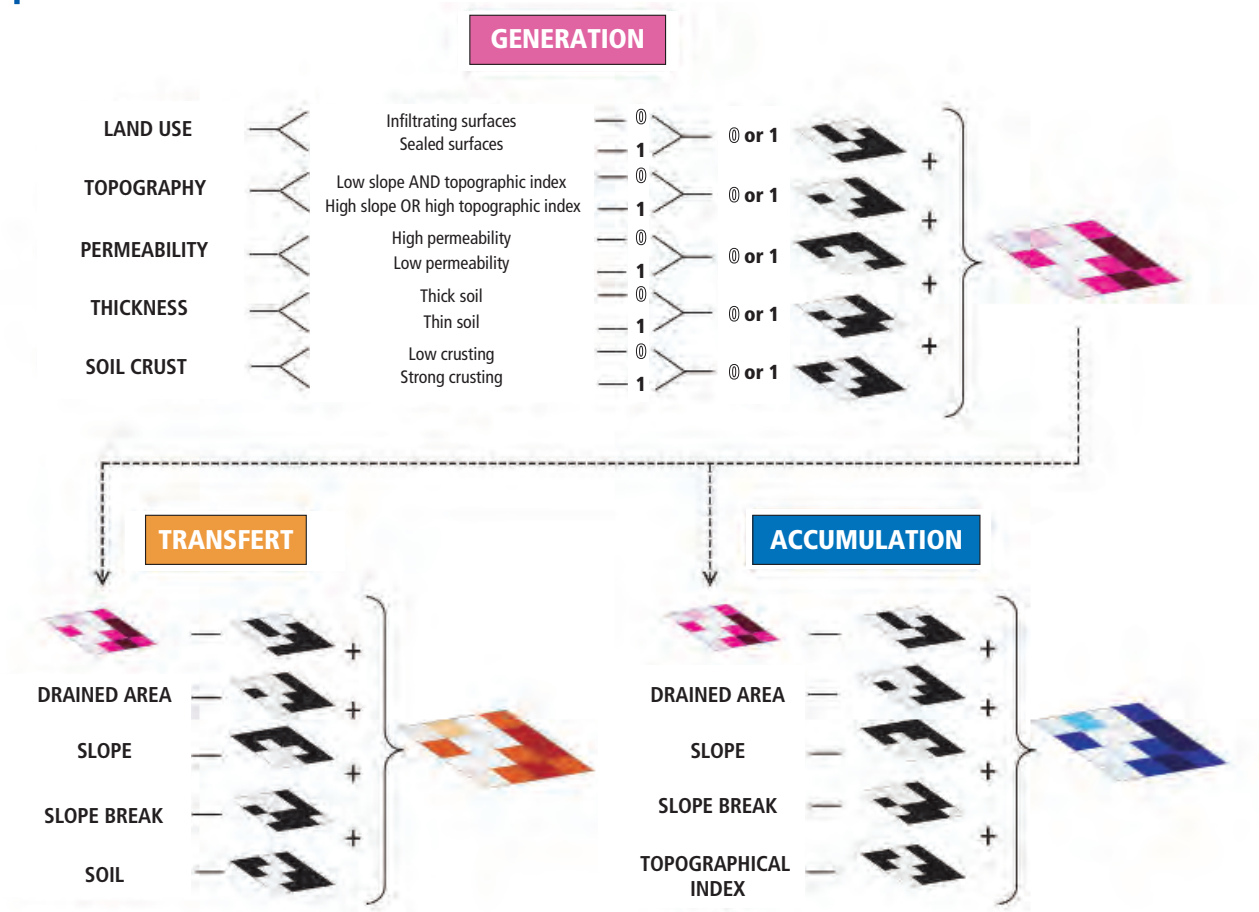 GENERATION
LAND USE
Infiltrating surfaces
Sealed surfaces
0
1
0 or 1
+
TOPOGRAPHY
Low slope AND topographic index
High slope OR high topographic index
0
1
0 or 1
+
PERMEABILITY
High permeability
Low permeability
0
1
0 or 1
+
THICKNESS
Thick soil
Thin soil
0
1
0 or 1
+
SOIL CRUST
Low crusting
Strong crusting
0
1
0 or 1
TRANSFERT
+
DRAINED AREA
+
SLOPE
+
SLOPE BREAK
+
SOIL
ACCUMULATION
+
DRAINED AREA
+
SLOPE
+
SLOPE BREAK
+
TOPOGRAPHICAL
INDEX